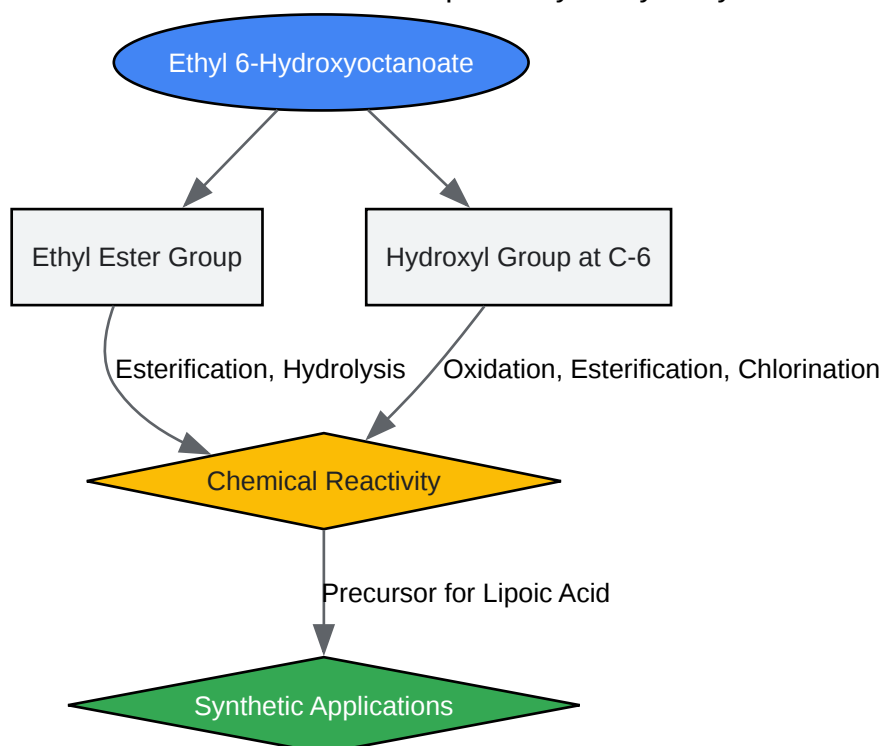 Ethyl 6-Hydroxyoctanoate
Ethyl Ester Group
Hydroxyl Group at C-6
Esterification, Hydrolysis
Oxidation, Esterification, Chlorination
Chemical Reactivity
Precursor for Lipoic Acid
Synthetic Applications